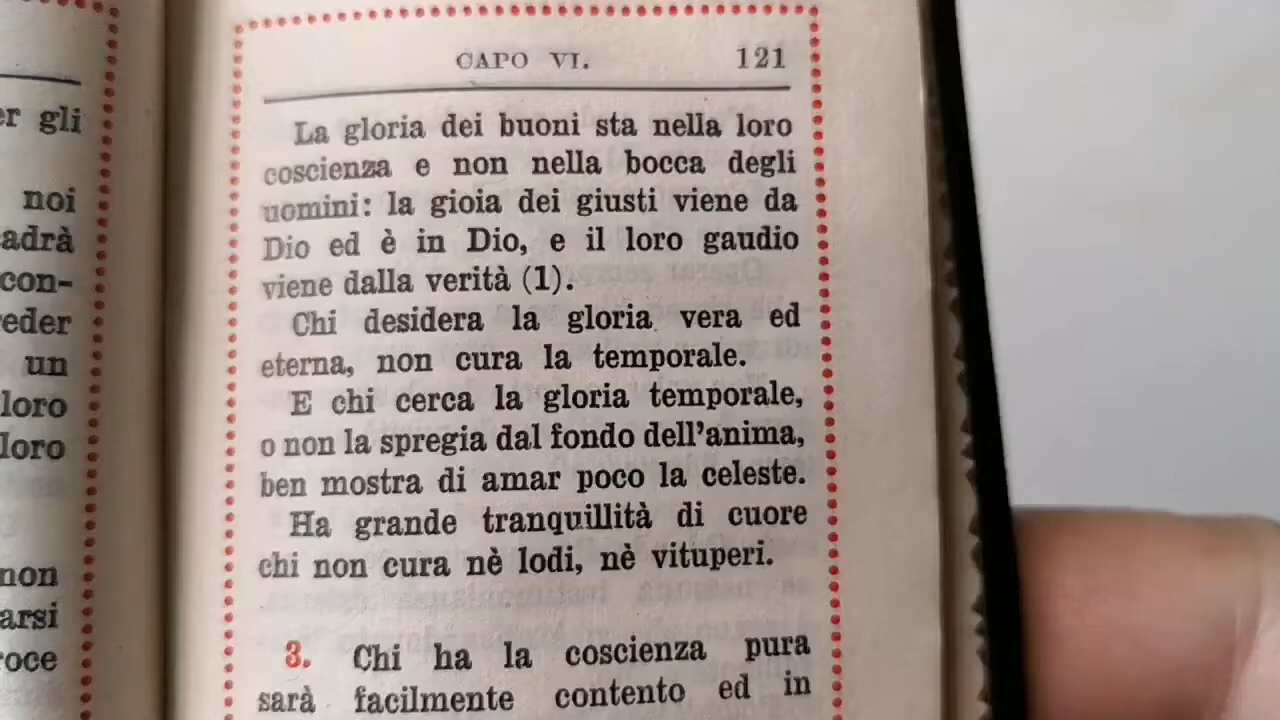 er gli
noi
adrà
con-
eder
un
loro
loro
non
arsi
roce
CAPO VI. 121
La gloria dei buoni sta nella loro
coscienza e non nella bocca degli
uomini: la gioia dei giusti viene da
Dio ed è in Dio, e il loro gaudio
viene dalla verità (1).
Chi desidera la gloria vera ed
eterna, non cura la temporale.
E chi cerca la gloria temporale,
o non la spregia dal fondo dell'anima,
ben mostra di amar poco la celeste.
Ha grande tranquillità di cuore
chi non cura nè lodi, nè vituperi.
3. Chi ha la coscienza pura
sarà facilmente contento ed in